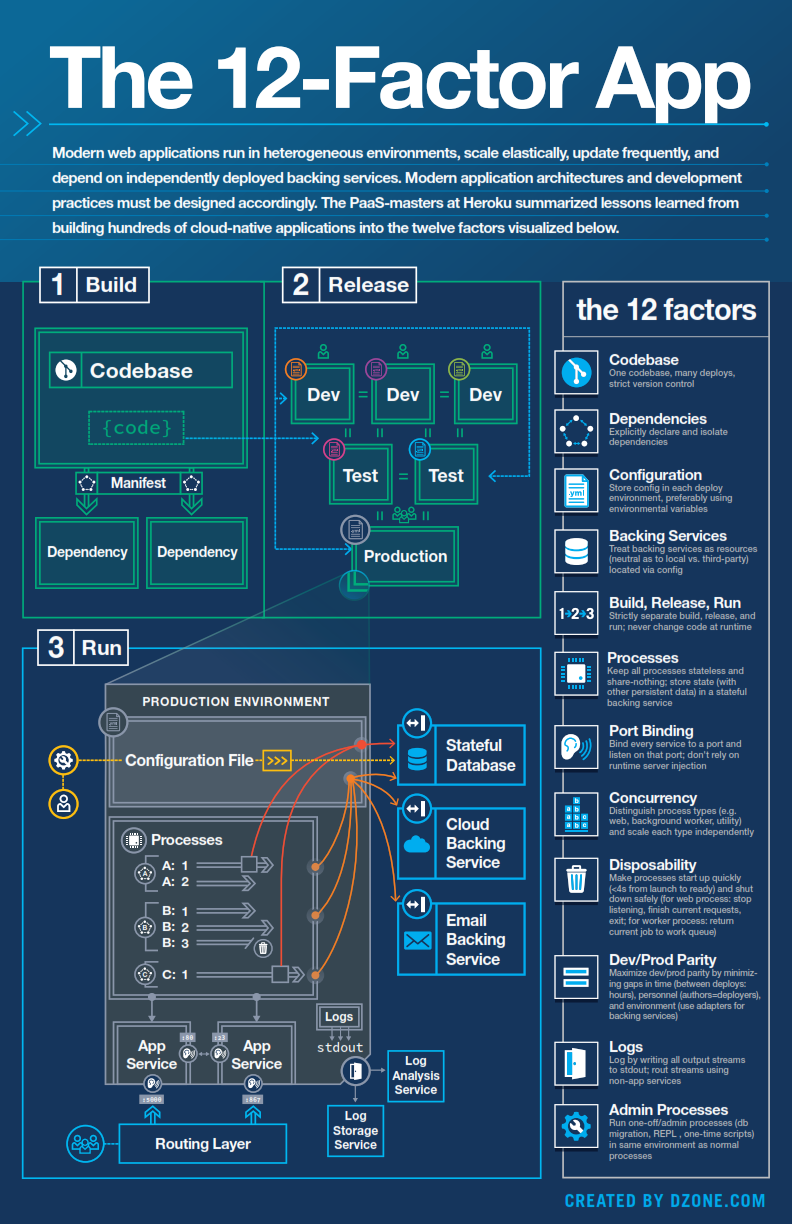 The 12-Factor App
Modern web applications run in heterogeneous environments, scale elastically, update frequently, and
depend on independently deployed backing services. Modern application architectures and development
practices must be designed accordingly. The PaaS-masters at Heroku summarized lessons learned from
building hundreds of cloud-native applications into the twelve factors visualized below.
1 Build
Codebase
{code}
Manifest
Dependency
Dependency
2 Release
Dev = Dev = Dev
Test = Test
Production
3 Run
PRODUCTION ENVIRONMENT
Configuration File >>>
Processes
A
A: 1
A: 2
B
B: 1
B: 2
B: 3
C
C: 1
Stateful
Database
Cloud
Backing
Service
Email
Backing
Service
Logs
stdout
App
Service
App
Service
:80
:5000
:867
Routing Layer
Log
Analysis
Service
Log
Storage
Service
the 12 factors
Codebase
One codebase, many deploys,
strict version control
Dependencies
Explicitly declare and isolate
dependencies
.yml
Configuration
Store config in each deploy
environment, preferably using
environmental variables
Backing Services
Treat backing services as resources
(neutral as to local vs. third-party)
located via config
1→2→3
Build, Release, Run
Strictly separate build, release, and
run; never change code at runtime
Processes
Keep all processes stateless and
share-nothing; store state (with
other persistent data) in a stateful
backing service
Port Binding
Bind every service to a port and
listen on that port; don't rely on
runtime server injection
b
a b
a b c
a b c
Concurrency
Distinguish process types (e.g.
web, background worker, utility)
and scale each type independently
Disposability
Make processes start up quickly
(<4s from launch to ready) and shut
down safely (for web process: stop
listening, finish current requests,
exit; for worker process: return
current job to work queue)
Dev/Prod Parity
Maximize dev/prod parity by minimiz-
ing gaps in time (between deploys:
hours), personnel (authors=deployers),
and environment (use adapters for
backing services)
Logs
Log by writing all output streams
to stdout; rout streams using
non-app services
Admin Processes
Run one-off/admin processes (db
migration, REPL , one-time scripts)
in same environment as normal
processes
CREATED BY DZONE.COM